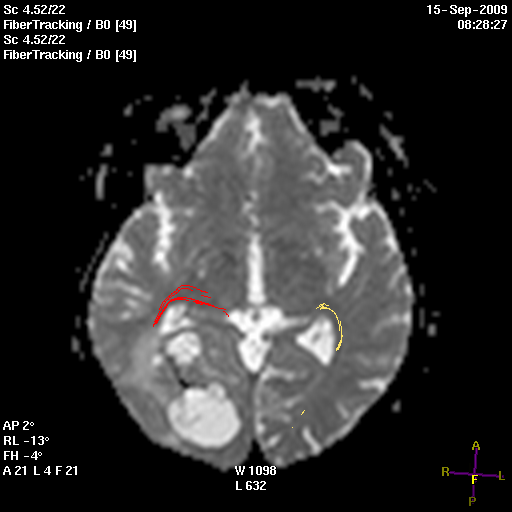 Sc 4.52/22
FiberTracking / B0 [49]
Sc 4.52/22
FiberTracking / B0 [49]
15-Sep-2009
08:28:27
AP 2°
RL -13°
FH -4°
A 21 L 4 F 21
W 1098
L 632
A
R
L
F
P